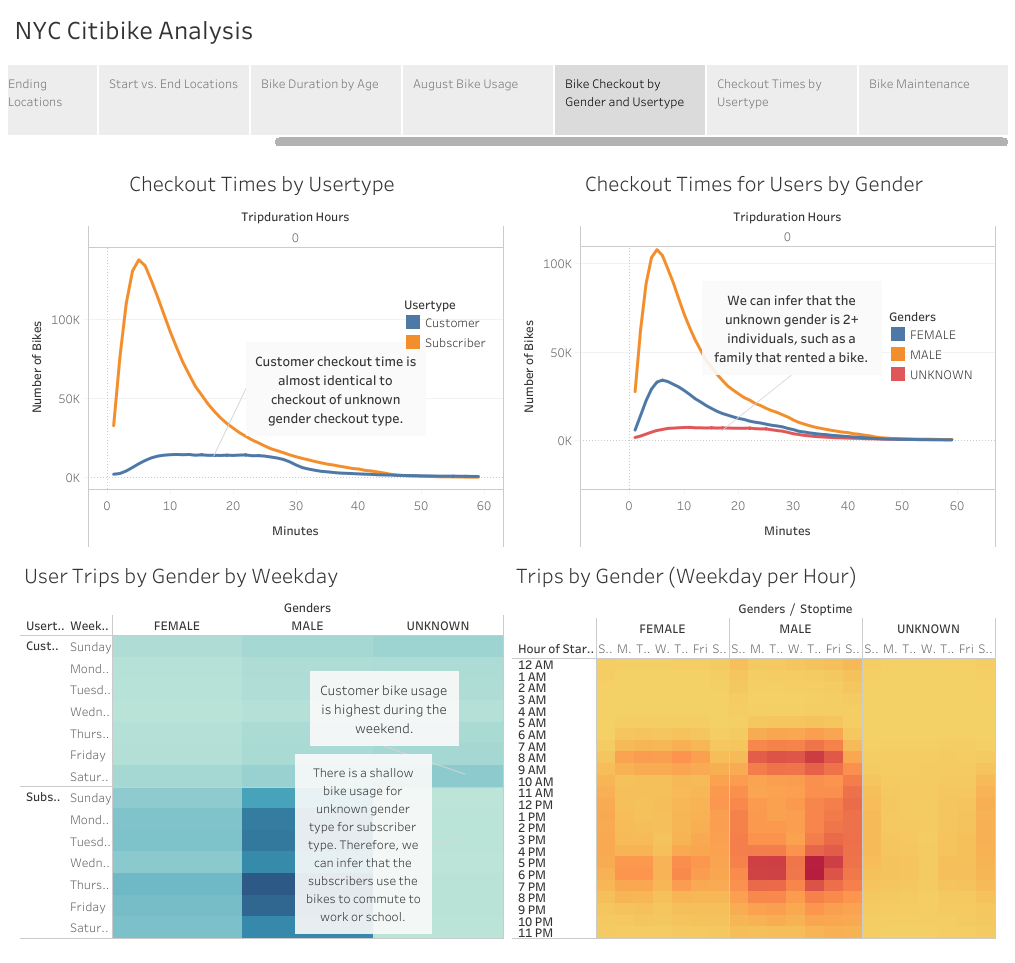 NYC Citibike Analysis
Ending
Locations
Start vs. End Locations
Bike Duration by Age
August Bike Usage
Bike Checkout by
Gender and Usertype
Checkout Times by
Usertype
Bike Maintenance
Checkout Times by Usertype
Tripduration Hours
0
Number of Bikes
100K
50K
0K
Usertype
Customer
Subscriber
Customer checkout time is
almost identical to
checkout of unknown
gender checkout type.
0 10 20 30 40 50 60
Minutes
Checkout Times for Users by Gender
Tripduration Hours
0
Number of Bikes
100K
50K
0K
We can infer that the
unknown gender is 2+
individuals, such as a
family that rented a bike.
Genders
FEMALE
MALE
UNKNOWN
0 10 20 30 40 50 60
Minutes
User Trips by Gender by Weekday
Genders
Usert.. Week.. FEMALE MALE UNKNOWN
Cust.. Sunday
Mond..
Tuesd..
Wedn..
Thurs..
Friday
Satur..
Subs.. Sunday
Mond..
Tuesd..
Wedn..
Thurs..
Friday
Satur..
Customer bike usage
is highest during the
weekend.
There is a shallow
bike usage for
unknown gender
type for subscriber
type. Therefore, we
can infer that the
subscribers use the
bikes to commute to
work or school.
Trips by Gender (Weekday per Hour)
Genders / Stoptime
FEMALE MALE UNKNOWN
Hour of Star.. S.. M. T.. W. T.. Fri S.. S.. M. T.. W. T.. Fri S.. S.. M. T.. W. T.. Fri S..
12 AM
1 AM
2 AM
3 AM
4 AM
5 AM
6 AM
7 AM
8 AM
9 AM
10 AM
11 AM
12 PM
1 PM
2 PM
3 PM
4 PM
5 PM
6 PM
7 PM
8 PM
9 PM
10 PM
11 PM